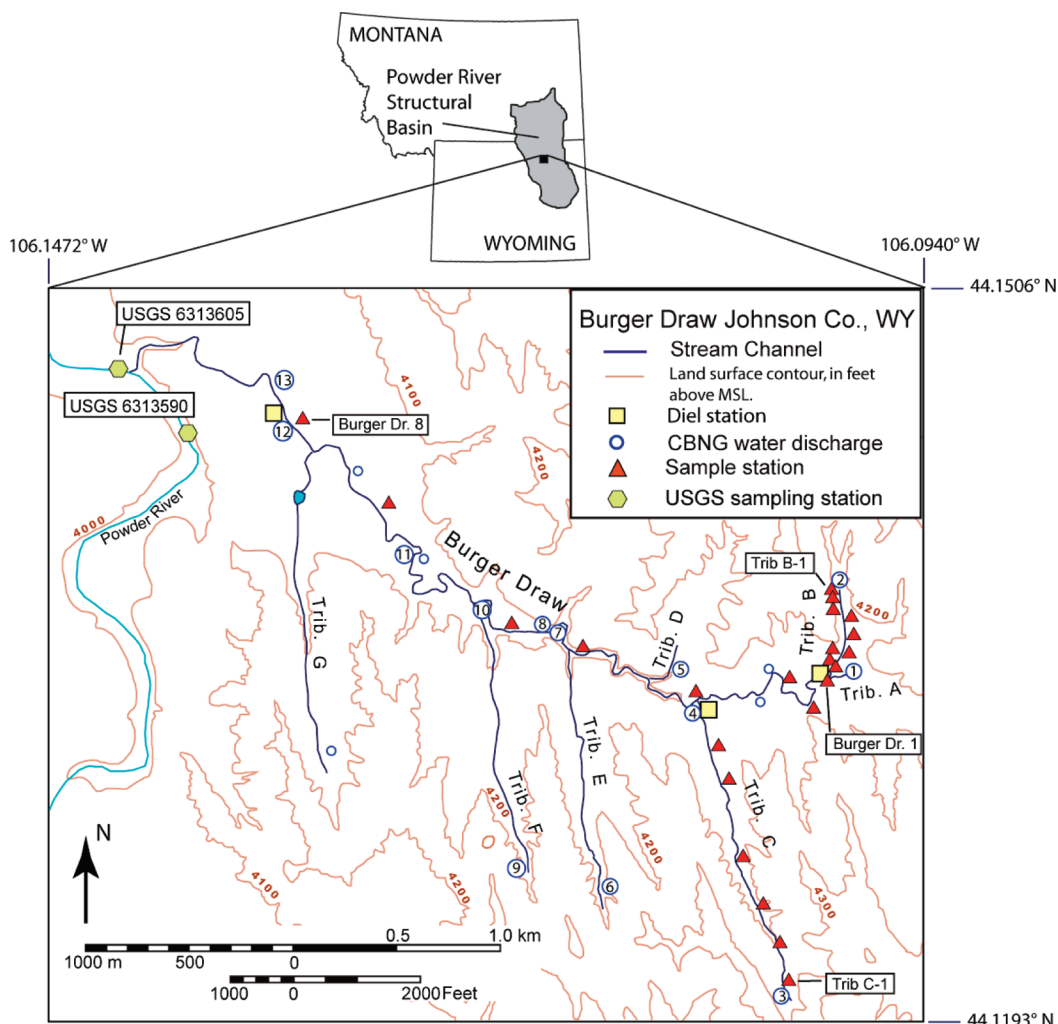 MONTANA
Powder River
Structural
Basin
WYOMING
106.1472° W
106.0940° W
44.1506° N
USGS 6313605
Burger Draw Johnson Co., WY
Stream Channel
Land surface contour, in feet
above MSL.
Diel station
CBNG water discharge
Sample station
USGS sampling station
13
4100
USGS 6313590
12
Burger Dr. 8
4200
4000
Powder River
11
Burger Draw
Trib B-1
2
Trib. B
4200
10
8
7
Trib. G
Trib. D
5
1
Trib. A
4
Burger Dr. 1
Trib. E
Trib. F
4200
Trib. C
4200
N
9
6
4100
4200
4300
0.5
1.0 km
1000 m
500
0
Trib C-1
3
1000
0
2000 Feet
44.1193° N